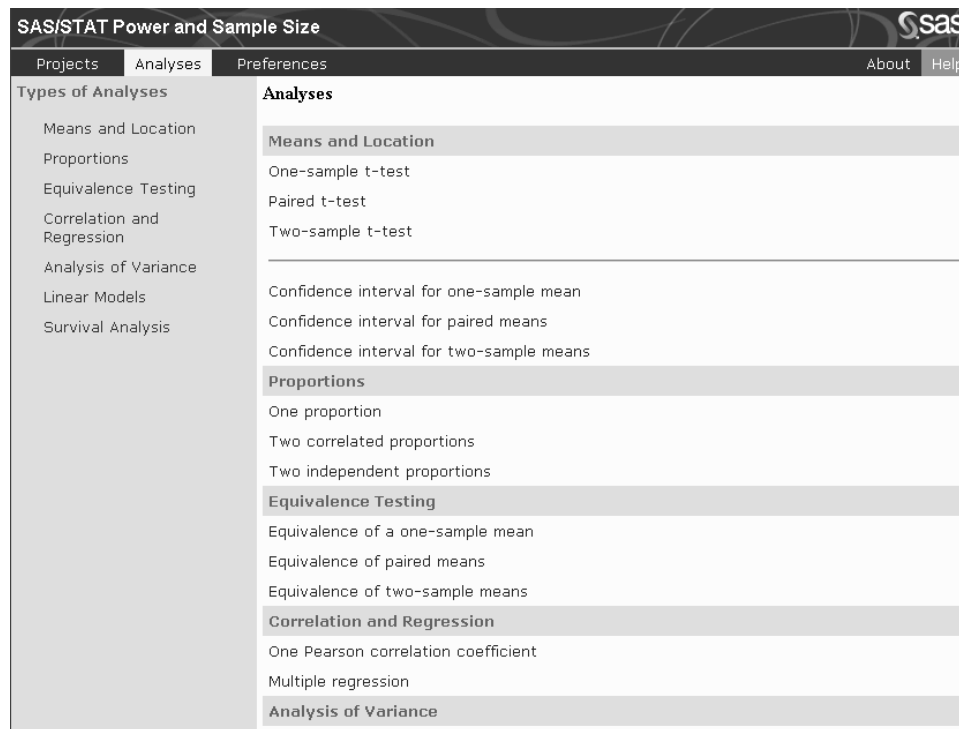 SAS/STAT Power and Sample Size
Projects Analyses Preferences About
Types of Analyses
Means and Location
Proportions
Equivalence Testing
Correlation and
Regression
Analysis of Variance
Linear Models
Survival Analysis
Analyses
Means and Location
One-sample t-test
Paired t-test
Two-sample t-test
Confidence interval for one-sample mean
Confidence interval for paired means
Confidence interval for two-sample means
Proportions
One proportion
Two correlated proportions
Two independent proportions
Equivalence Testing
Equivalence of a one-sample mean
Equivalence of paired means
Equivalence of two-sample means
Correlation and Regression
One Pearson correlation coefficient
Multiple regression
Analysis of Variance